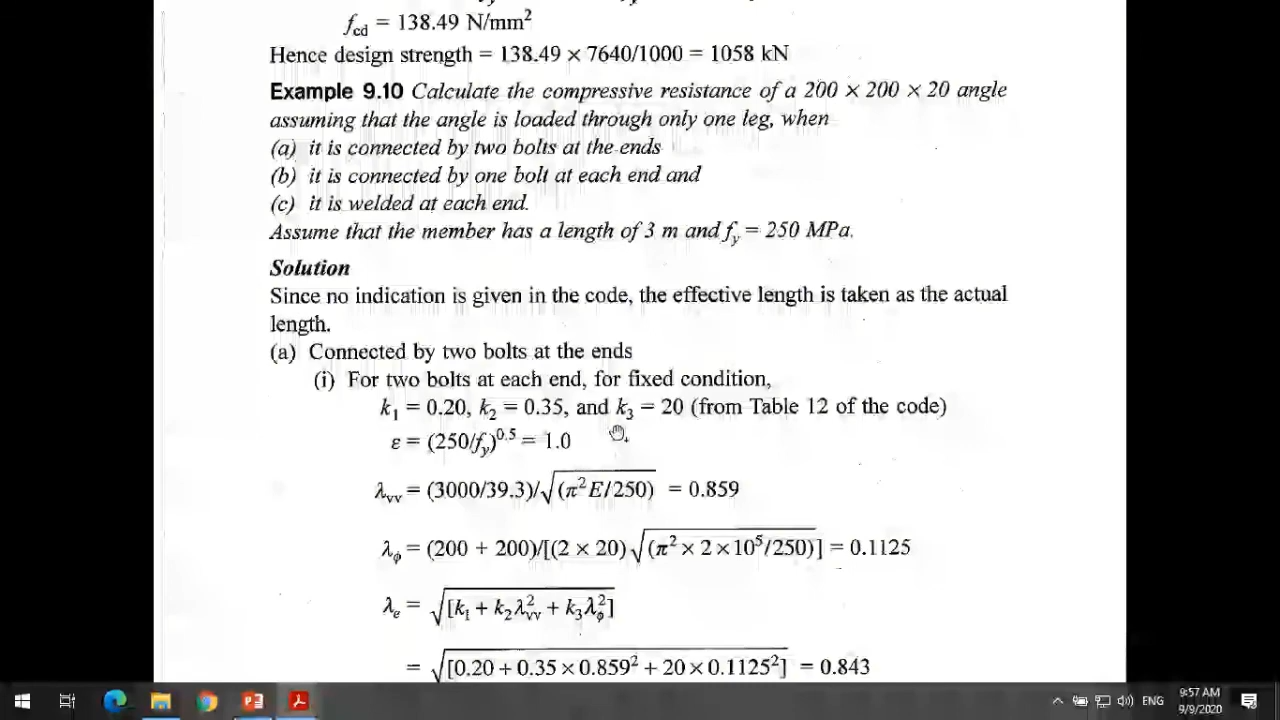 f_cd = 138.49 N/mm²
Hence design strength = 138.49 × 7640/1000 = 1058 kN
Example 9.10 Calculate the compressive resistance of a 200 × 200 × 20 angle
assuming that the angle is loaded through only one leg, when
(a) it is connected by two bolts at the ends
(b) it is connected by one bolt at each end and
(c) it is welded at each end.
Assume that the member has a length of 3 m and f_y = 250 MPa.
Solution
Since no indication is given in the code, the effective length is taken as the actual
length.
(a) Connected by two bolts at the ends
(i) For two bolts at each end, for fixed condition,
k₁ = 0.20, k₂ = 0.35, and k₃ = 20 (from Table 12 of the code)
ε = (250/f_y)^0.5 = 1.0
λ_vv = (3000/39.3)/√(π²E/250) = 0.859
λ_ϕ = (200 + 200)/[(2 × 20)√(π² × 2 × 10⁵/250)] = 0.1125
λ_e = √[k₁ + k₂λ²_vv + k₃λ²_ϕ]
= √[0.20 + 0.35 × 0.859² + 20 × 0.1125²] = 0.843
ENG
9:57 AM
9/9/2020